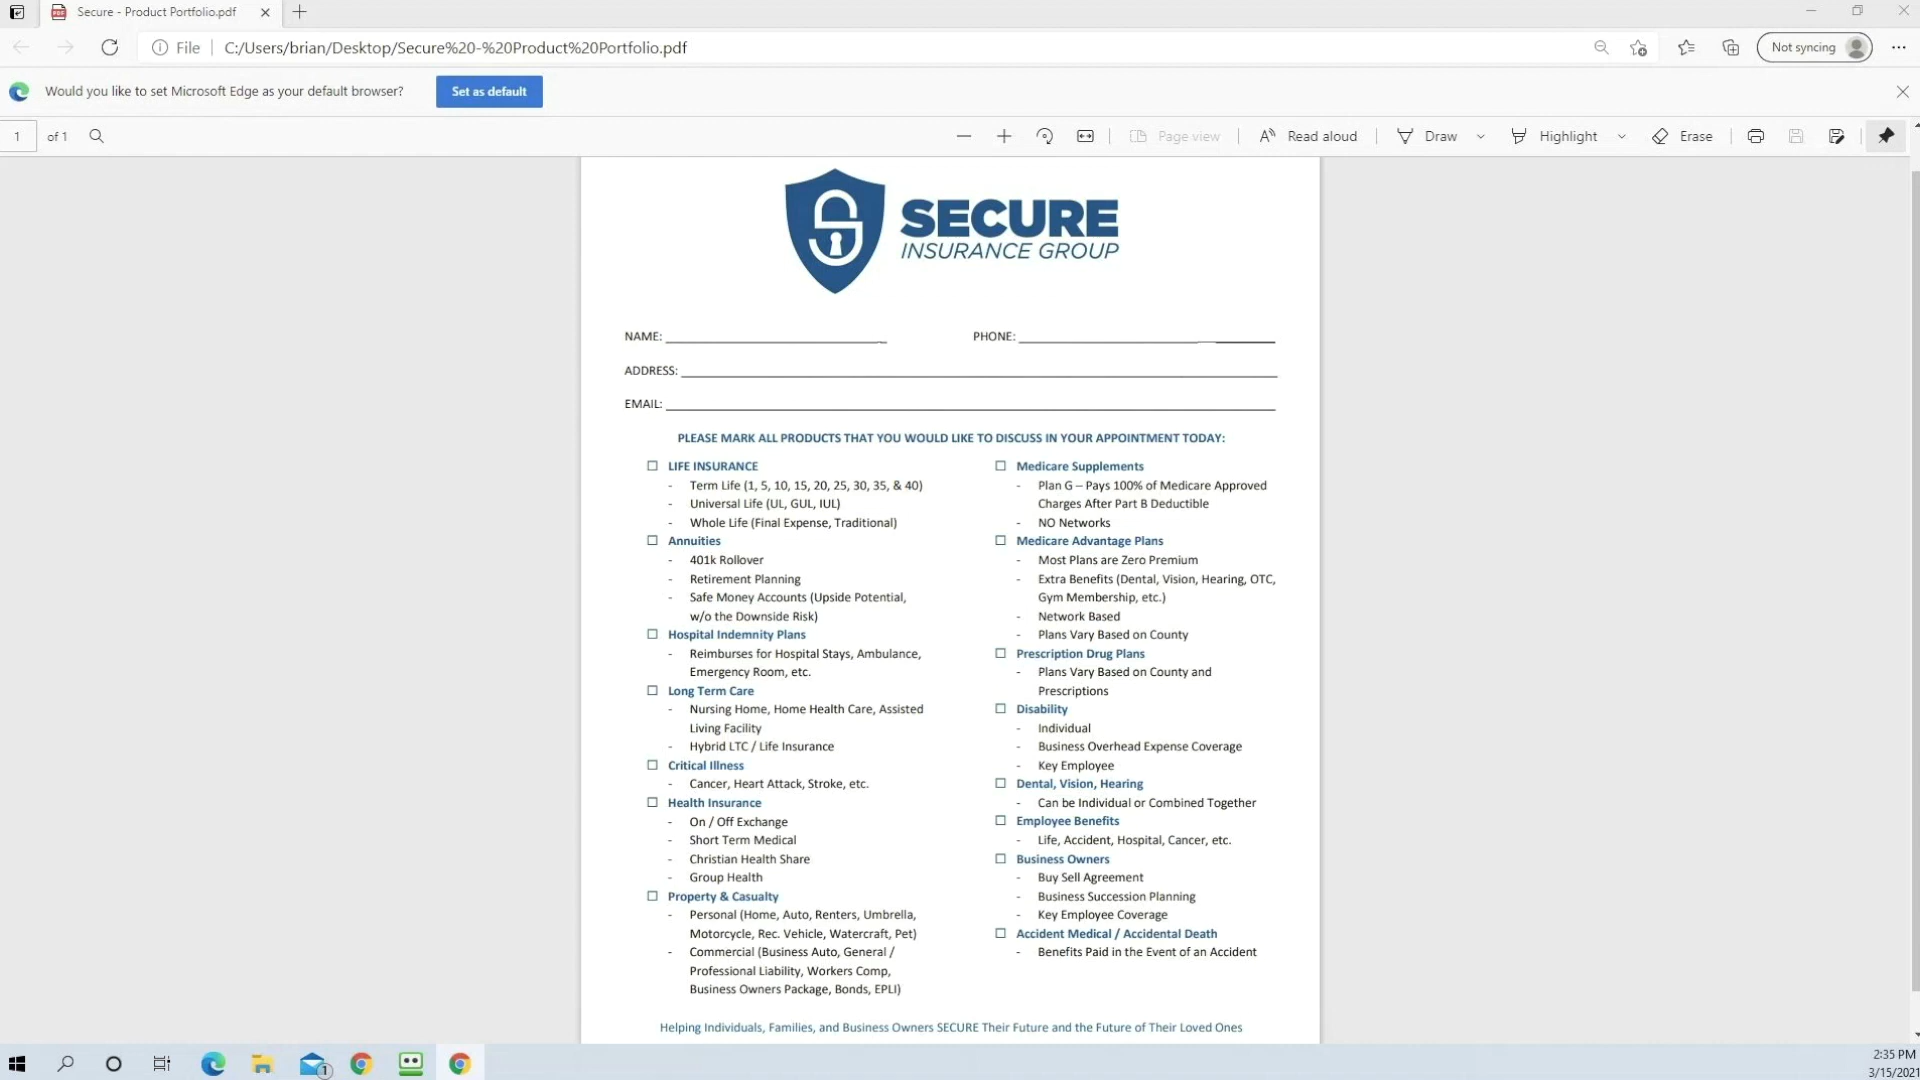 Secure - Product Portfolio.pdf
File
C:/Users/brian/Desktop/Secure%20-%20Product%20Portfolio.pdf
Not syncing
Would you like to set Microsoft Edge as your default browser?
Set as default
1
of 1
Page view
Read aloud
Draw
Highlight
Erase
SECURE
INSURANCE GROUP
NAME:
PHONE:
ADDRESS:
EMAIL:
PLEASE MARK ALL PRODUCTS THAT YOU WOULD LIKE TO DISCUSS IN YOUR APPOINTMENT TODAY:
LIFE INSURANCE
- Term Life (1, 5, 10, 15, 20, 25, 30, 35, & 40)
- Universal Life (UL, GUL, IUL)
- Whole Life (Final Expense, Traditional)
Annuities
- 401k Rollover
- Retirement Planning
- Safe Money Accounts (Upside Potential,
w/o the Downside Risk)
Hospital Indemnity Plans
- Reimburses for Hospital Stays, Ambulance,
Emergency Room, etc.
Long Term Care
- Nursing Home, Home Health Care, Assisted
Living Facility
- Hybrid LTC / Life Insurance
Critical Illness
- Cancer, Heart Attack, Stroke, etc.
Health Insurance
- On / Off Exchange
- Short Term Medical
- Christian Health Share
- Group Health
Property & Casualty
- Personal (Home, Auto, Renters, Umbrella,
Motorcycle, Rec. Vehicle, Watercraft, Pet)
- Commercial (Business Auto, General /
Professional Liability, Workers Comp,
Business Owners Package, Bonds, EPLI)
Medicare Supplements
- Plan G – Pays 100% of Medicare Approved
Charges After Part B Deductible
- NO Networks
Medicare Advantage Plans
- Most Plans are Zero Premium
- Extra Benefits (Dental, Vision, Hearing, OTC,
Gym Membership, etc.)
- Network Based
- Plans Vary Based on County
Prescription Drug Plans
- Plans Vary Based on County and
Prescriptions
Disability
- Individual
- Business Overhead Expense Coverage
- Key Employee
Dental, Vision, Hearing
- Can be Individual or Combined Together
Employee Benefits
- Life, Accident, Hospital, Cancer, etc.
Business Owners
- Buy Sell Agreement
- Business Succession Planning
- Key Employee Coverage
Accident Medical / Accidental Death
- Benefits Paid in the Event of an Accident
Helping Individuals, Families, and Business Owners SECURE Their Future and the Future of Their Loved Ones
1
2:35 PM
3/15/2021